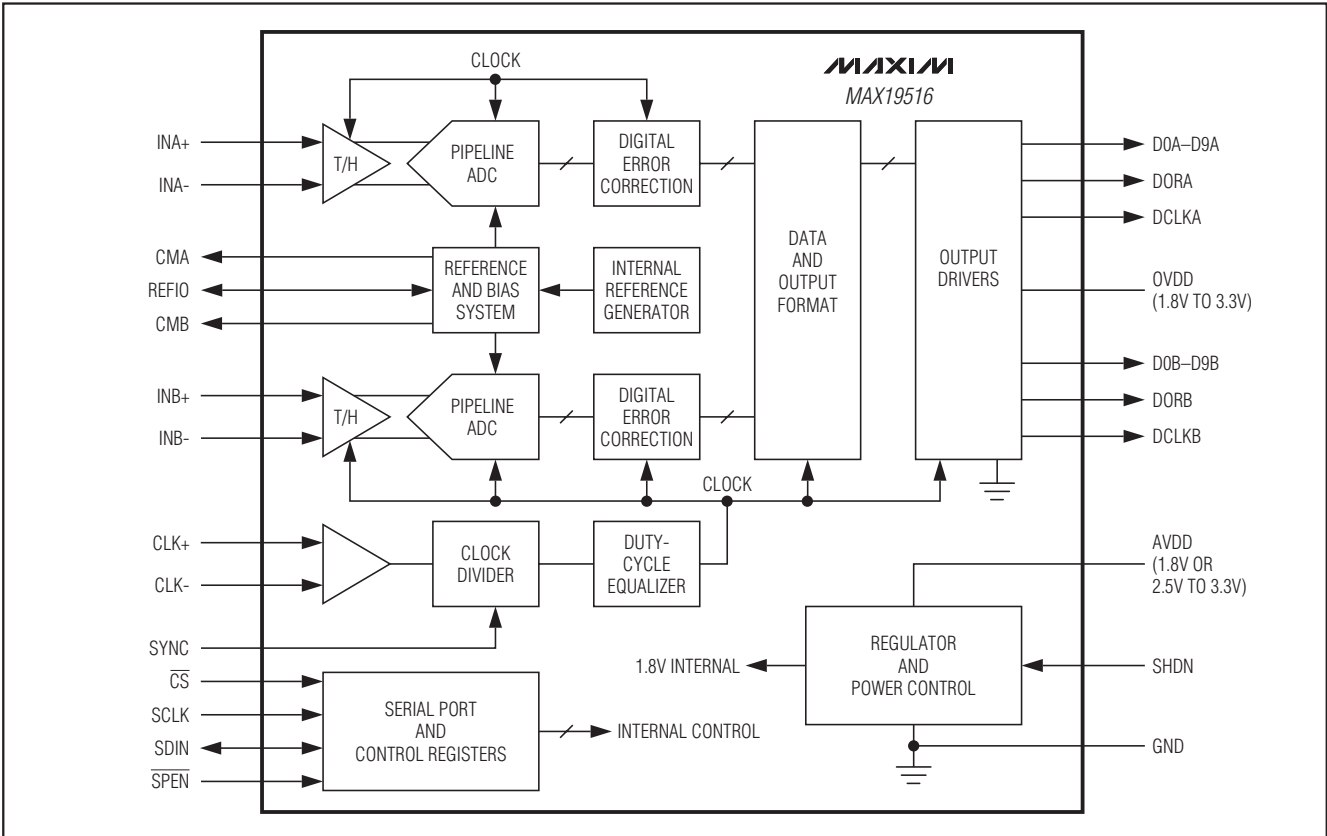 CLOCK
MAXIM
MAX19516
INA+
INA-
T/H
PIPELINE
ADC
DIGITAL
ERROR
CORRECTION
CMA
REFIO
CMB
REFERENCE
AND BIAS
SYSTEM
INTERNAL
REFERENCE
GENERATOR
DATA
AND
OUTPUT
FORMAT
OUTPUT
DRIVERS
D0A–D9A
DORA
DCLKA
OVDD
(1.8V TO 3.3V)
D0B–D9B
DORB
DCLKB
INB+
INB-
T/H
PIPELINE
ADC
DIGITAL
ERROR
CORRECTION
CLOCK
CLK+
CLK-
CLOCK
DIVIDER
DUTY-
CYCLE
EQUALIZER
AVDD
(1.8V OR
2.5V TO 3.3V)
SYNC
CS
SCLK
SDIN
SPEN
SERIAL PORT
AND
CONTROL REGISTERS
INTERNAL CONTROL
1.8V INTERNAL
REGULATOR
AND
POWER CONTROL
SHDN
GND